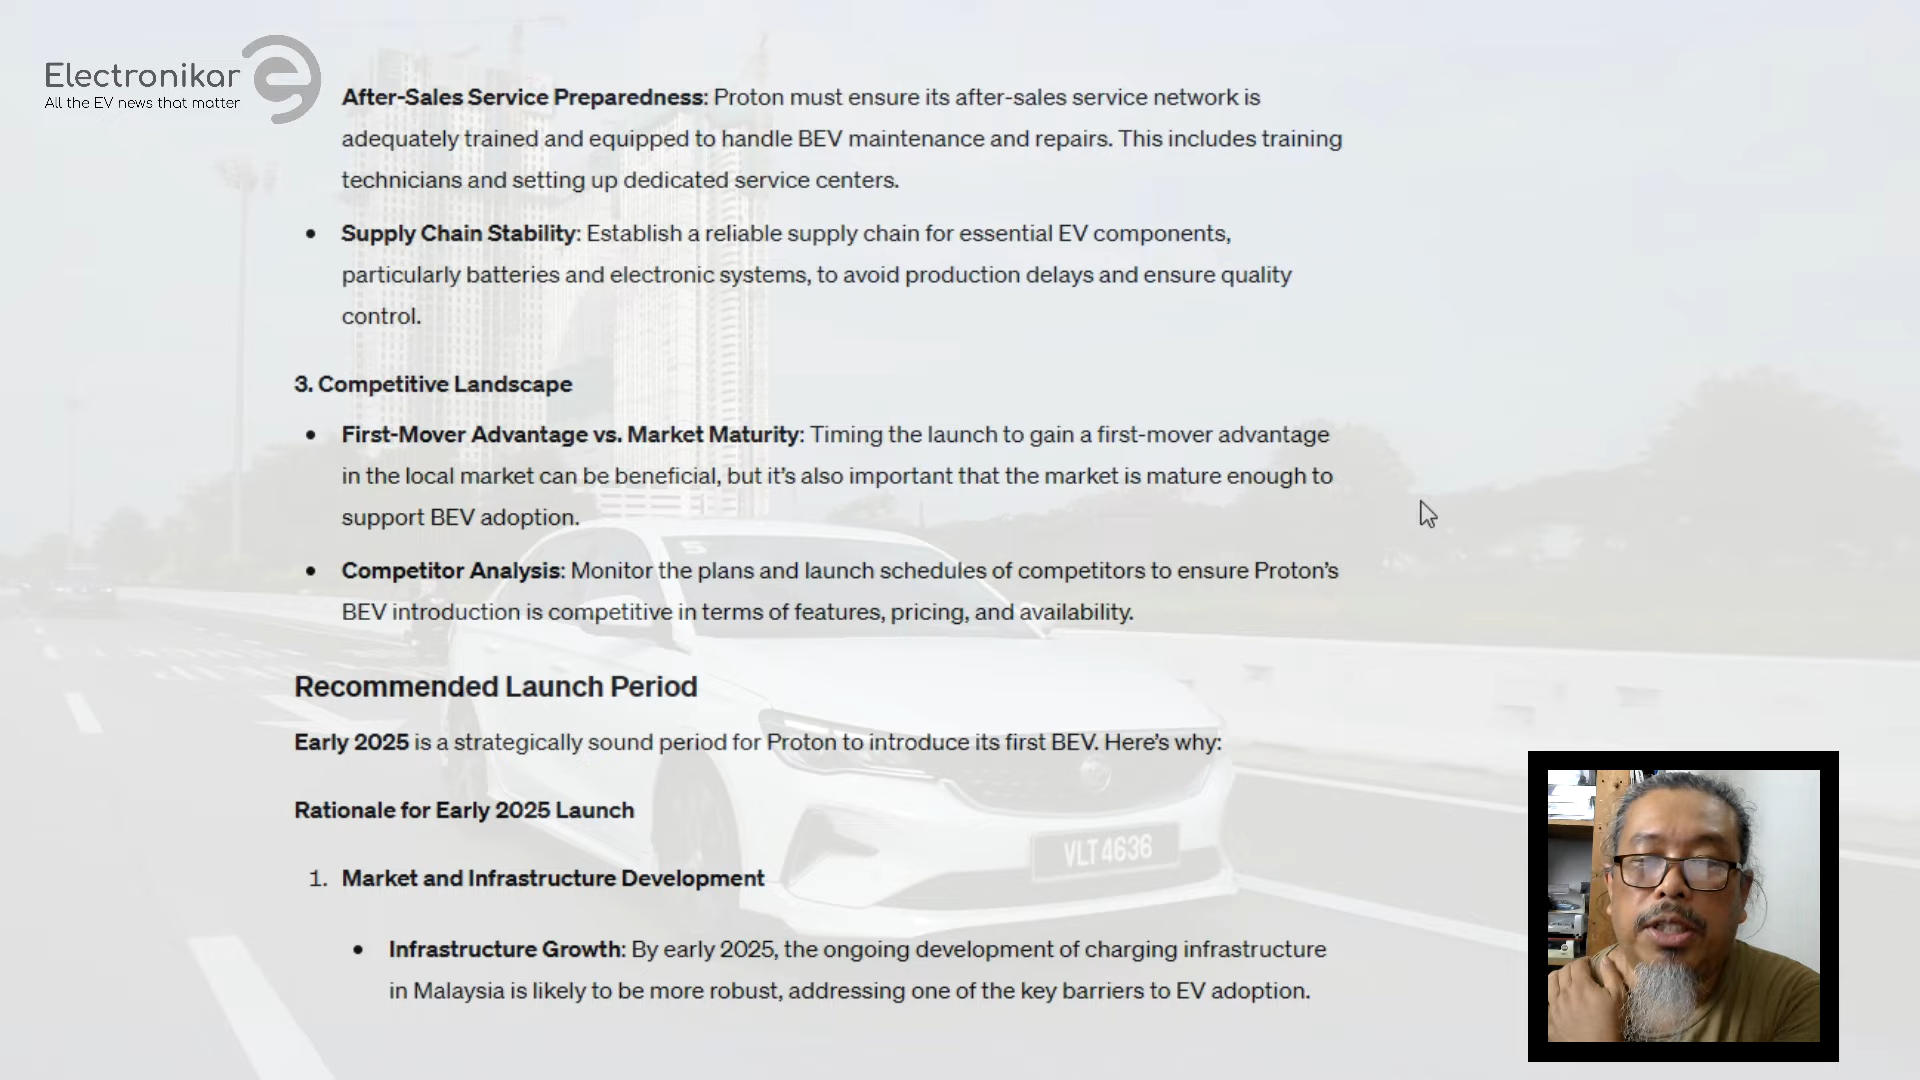 Electronikar
All the EV news that matter
After-Sales Service Preparedness: Proton must ensure its after-sales service network is
adequately trained and equipped to handle BEV maintenance and repairs. This includes training
technicians and setting up dedicated service centers.
• Supply Chain Stability: Establish a reliable supply chain for essential EV components,
particularly batteries and electronic systems, to avoid production delays and ensure quality
control.
3. Competitive Landscape
• First-Mover Advantage vs. Market Maturity: Timing the launch to gain a first-mover advantage
in the local market can be beneficial, but it's also important that the market is mature enough to
support BEV adoption.
• Competitor Analysis: Monitor the plans and launch schedules of competitors to ensure Proton's
BEV introduction is competitive in terms of features, pricing, and availability.
Recommended Launch Period
Early 2025 is a strategically sound period for Proton to introduce its first BEV. Here's why:
Rationale for Early 2025 Launch
1. Market and Infrastructure Development
• Infrastructure Growth: By early 2025, the ongoing development of charging infrastructure
in Malaysia is likely to be more robust, addressing one of the key barriers to EV adoption.
VLT 4636
5